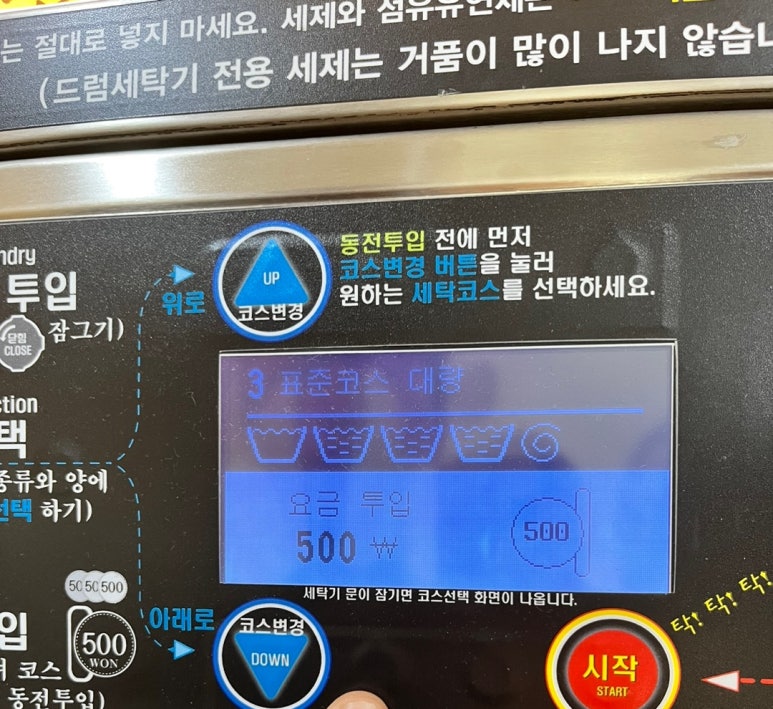 는 절대로 넣지 마세요. 세제와 섬유유연제는
(드럼세탁기 전용 세제는 거품이 많이 나지 않습니
ndry
투입
닫힘
CLOSE
잠그기)
ction
택
종류와 양에
선택 하기)
위로
UP
코스변경
동전투입 전에 먼저
코스변경 버튼을 눌러
원하는 세탁코스를 선택하세요.
3 표준코스 대량
요금 투입
500 ₩
500
세탁기 문이 잠기면 코스선택 화면이 나옵니다.
아래로
코스변경
DOWN
50 50 500
입
500
WON
코스
동전투입)
탁! 탁! 탁!
시작
START